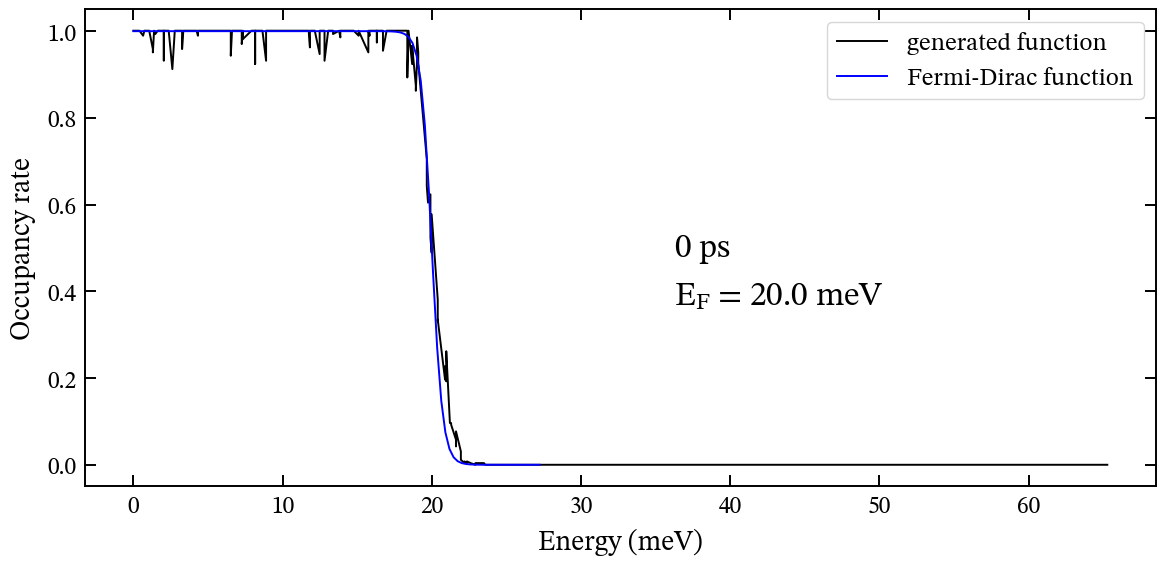 generated function
Fermi-Dirac function
0 ps
E_F = 20.0 meV
Occupancy rate
1.0
0.8
0.6
0.4
0.2
0.0
0 10 20 30 40 50 60
Energy (meV)